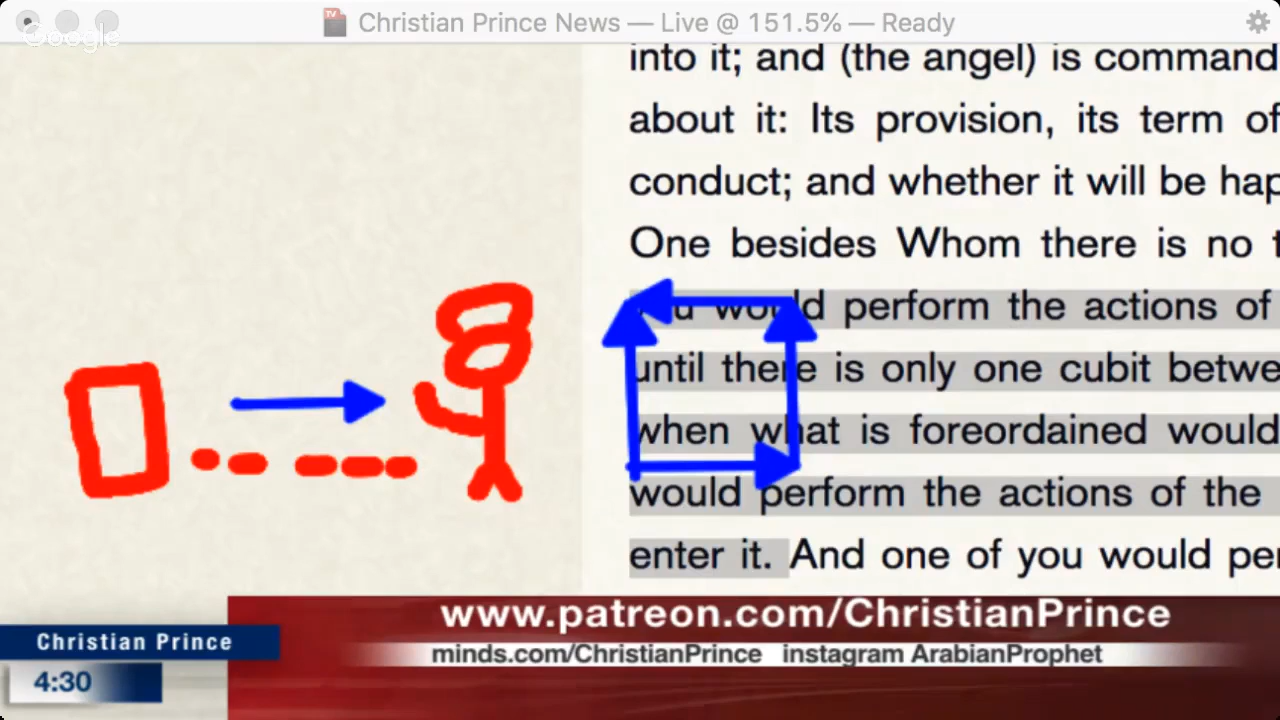 Christian Prince News — Live @ 151.5% — Ready
Google
into it; and (the angel) is command
about it: Its provision, its term of
conduct; and whether it will be hap
One besides Whom there is no t
would perform the actions of
until there is only one cubit betwe
when what is foreordained would
would perform the actions of the
enter it. And one of you would per
www.patreon.com/ChristianPrince
minds.com/ChristianPrince instagram ArabianProphet
Christian Prince
4:30